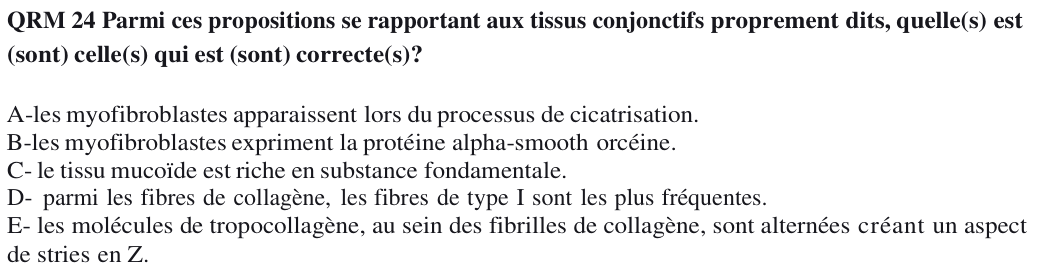 QRM 24 Parmi ces propositions se rapportant aux tissus conjonctifs proprement dits, quelle(s) est
(sont) celle(s) qui est (sont) correcte(s)?
A-les myofibroblastes apparaissent lors du processus de cicatrisation.
B-les myofibroblastes expriment la protéine alpha-smooth orcéine.
C- le tissu mucoïde est riche en substance fondamentale.
D- parmi les fibres de collagène, les fibres de type I sont les plus fréquentes.
E- les molécules de tropocollagène, au sein des fibrilles de collagène, sont alternées créant un aspect
de stries en Z.